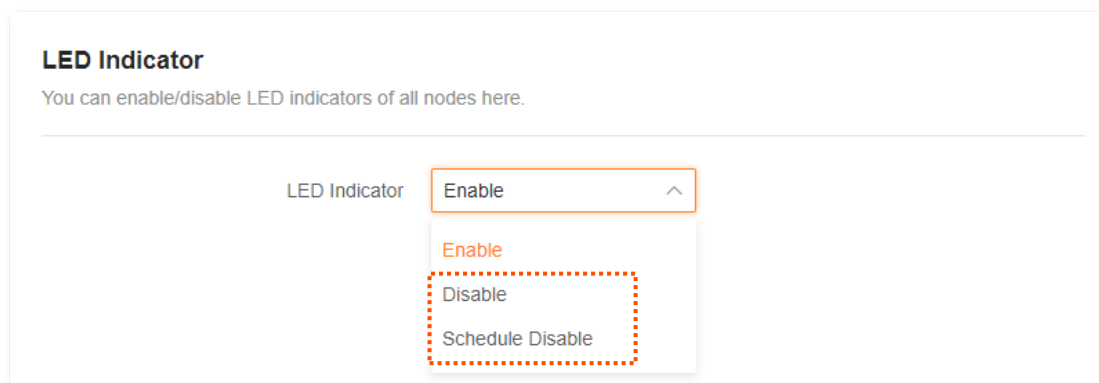 LED Indicator
You can enable/disable LED indicators of all nodes here.
LED Indicator Enable
Enable
Disable
Schedule Disable